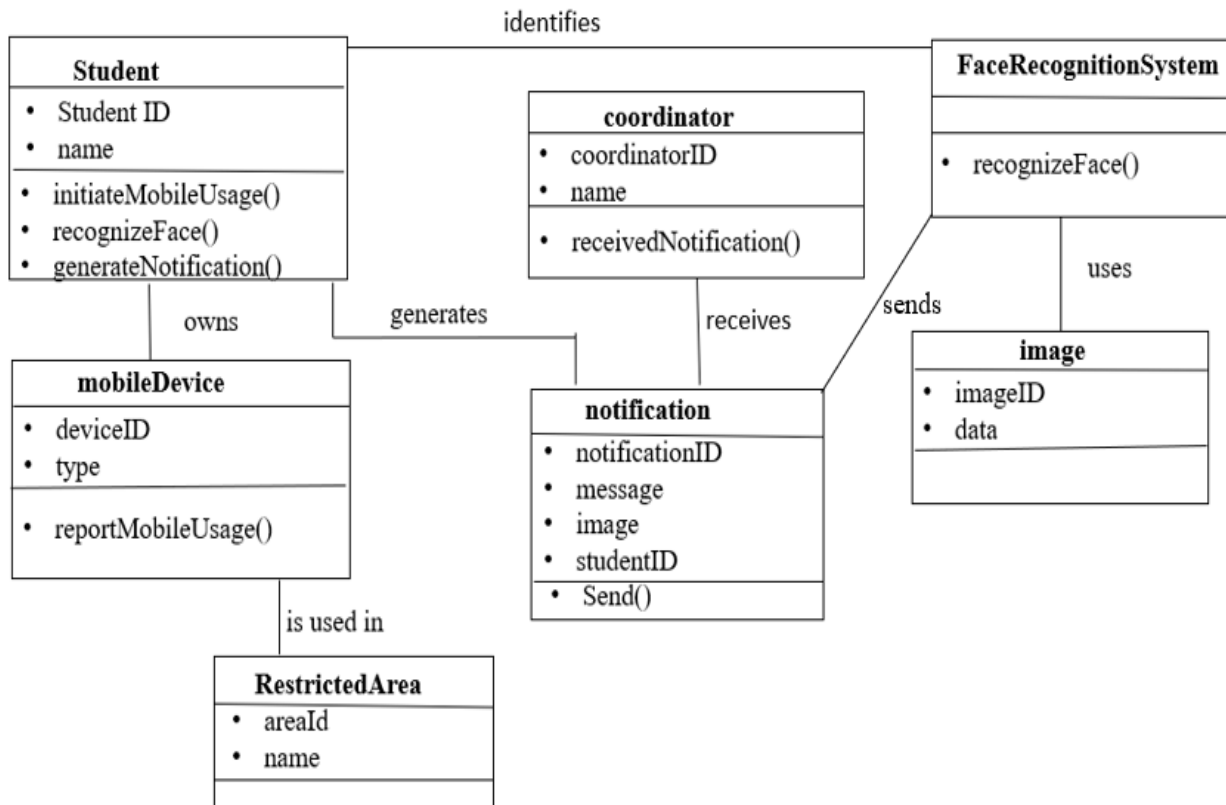 identifies
Student
• Student ID
• name
• initiateMobileUsage()
• recognizeFace()
• generateNotification()
coordinator
• coordinatorID
• name
• receivedNotification()
FaceRecognitionSystem
• recognizeFace()
owns
generates
receives
sends
uses
mobileDevice
• deviceID
• type
• reportMobileUsage()
notification
• notificationID
• message
• image
• studentID
• Send()
image
• imageID
• data
is used in
RestrictedArea
• areaId
• name